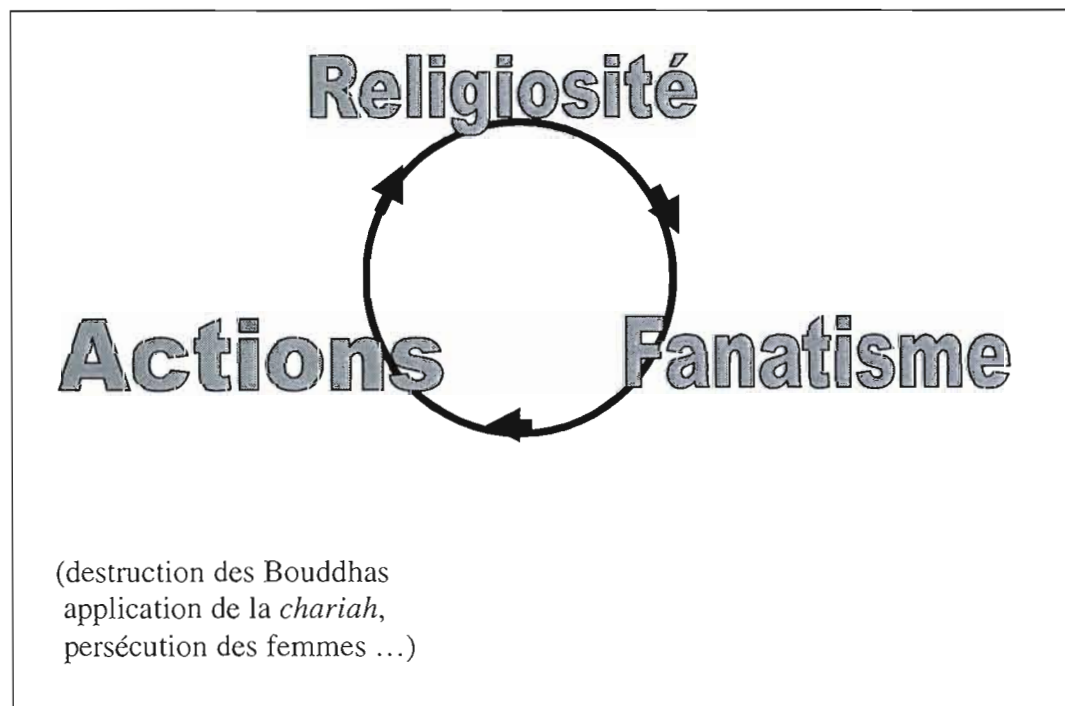 Religiosité
Actions
Fanatisme
(destruction des Bouddhas
application de la chariah,
persécution des femmes …)